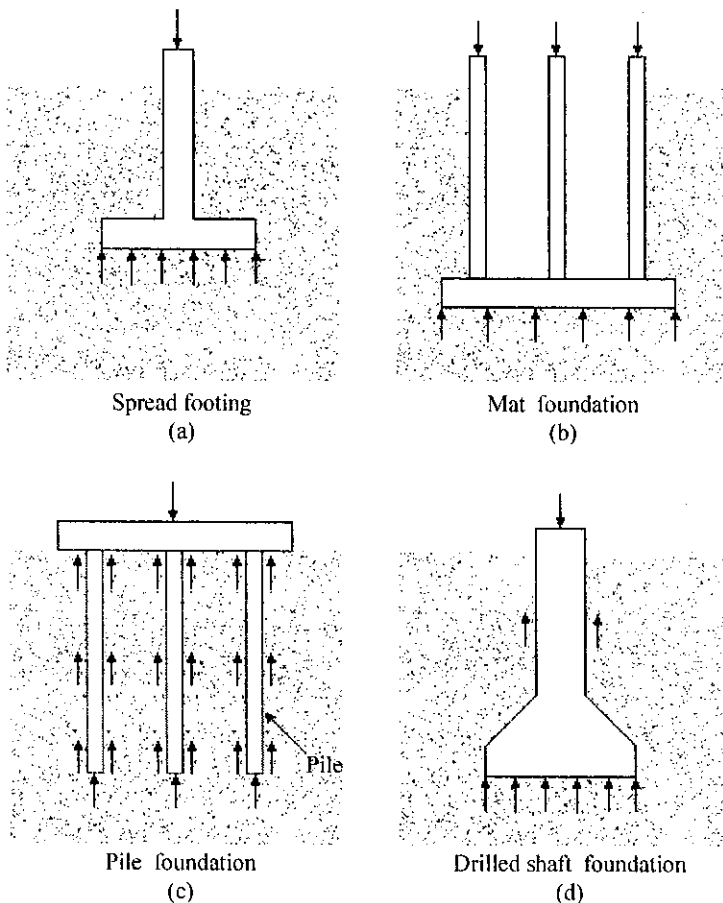 Spread footing
(a)
Mat foundation
(b)
Pile
Pile foundation
(c)
Drilled shaft foundation
(d)